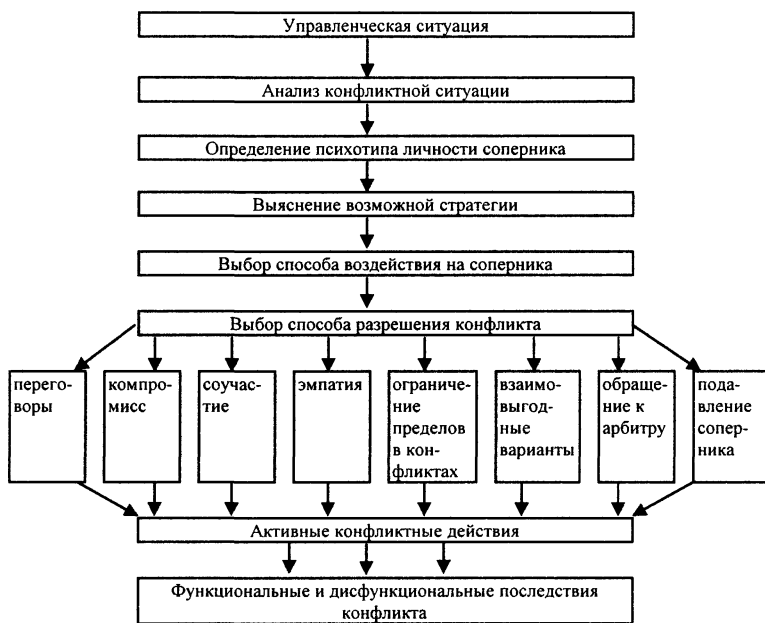 Управленческая ситуация
Анализ конфликтной ситуации
Определение психотипа личности соперника
Выяснение возможной стратегии
Выбор способа воздействия на соперника
Выбор способа разрешения конфликта
перего-
воры
компро-
мисс
соучас-
тие
эмпатия
ограниче-
ние
пределов
в кон-
фликтах
взаимо-
выгод-
ные
варианты
обраще-
ние к
арбитру
пода-
вление
сопер-
ника
Активные конфликтные действия
Функциональные и дисфункциональные последствия
конфликта